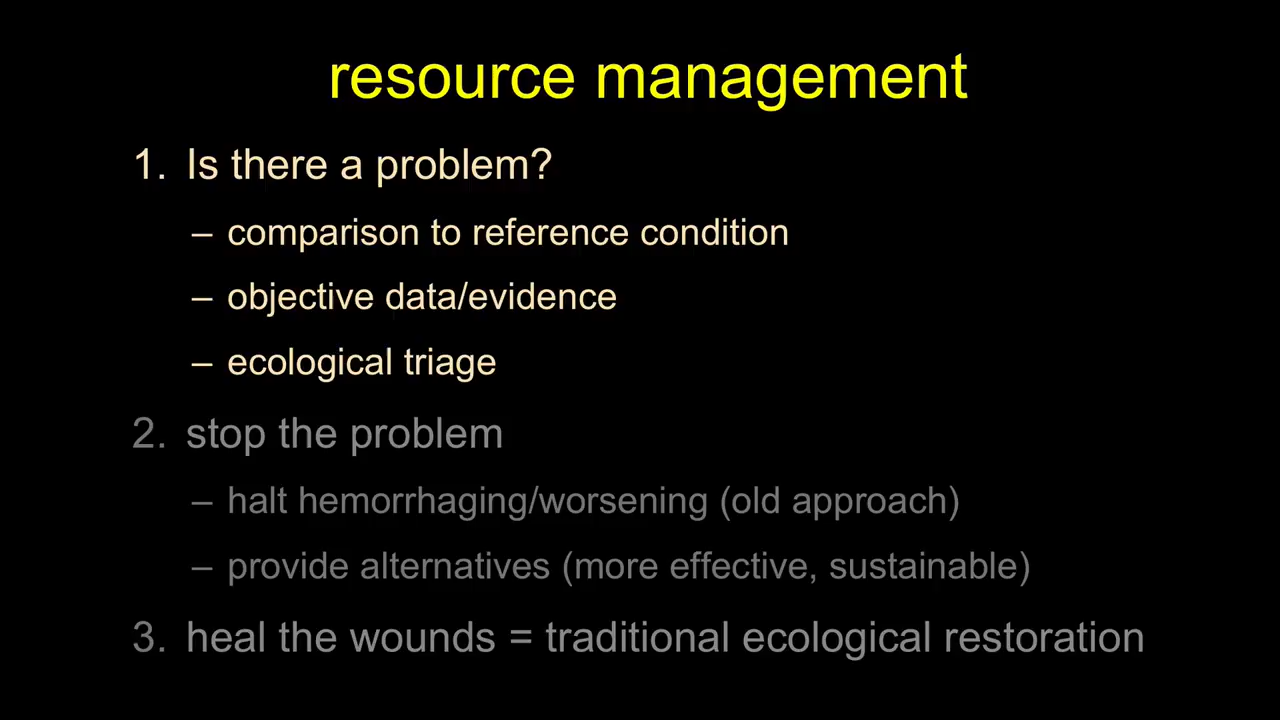 resource management
1. Is there a problem?
– comparison to reference condition
– objective data/evidence
– ecological triage
2. stop the problem
– halt hemorrhaging/worsening (old approach)
– provide alternatives (more effective, sustainable)
3. heal the wounds = traditional ecological restoration